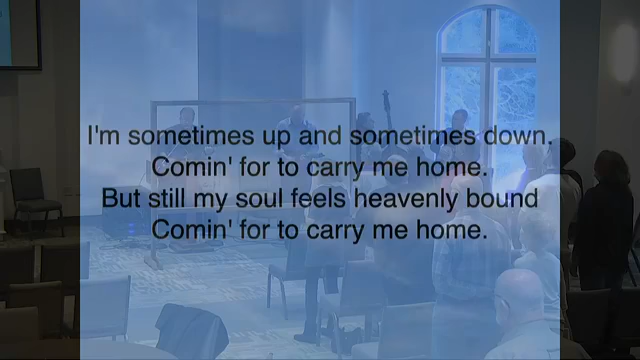 I'm sometimes up and sometimes down.
Comin' for to carry me home.
But still my soul feels heavenly bound
Comin' for to carry me home.